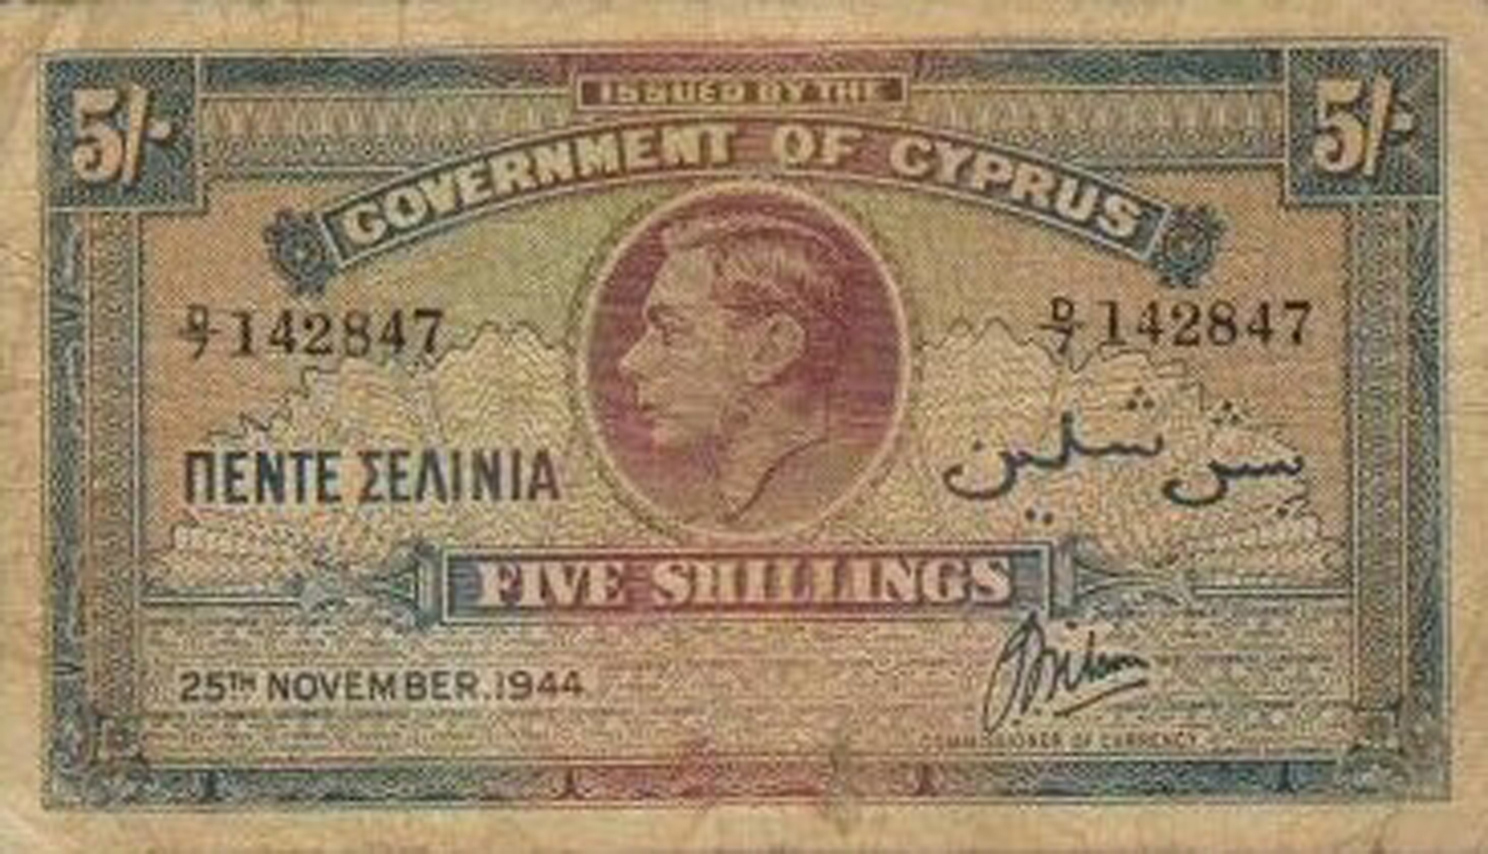 ISSUED BY THE
5/-
5/-
GOVERNMENT OF CYPRUS
D/7 142847
D/7 142847
ΠΕΝΤΕ ΣΕΛΙΝΙΑ
بش شلين
FIVE SHILLINGS
25TH NOVEMBER.1944
COMMISSIONER OF CURRENCY